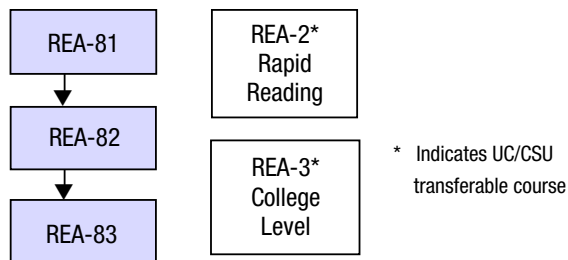 REA-81
REA-82
REA-83
REA-2*
Rapid
Reading
REA-3*
College
Level
* Indicates UC/CSU
transferable course